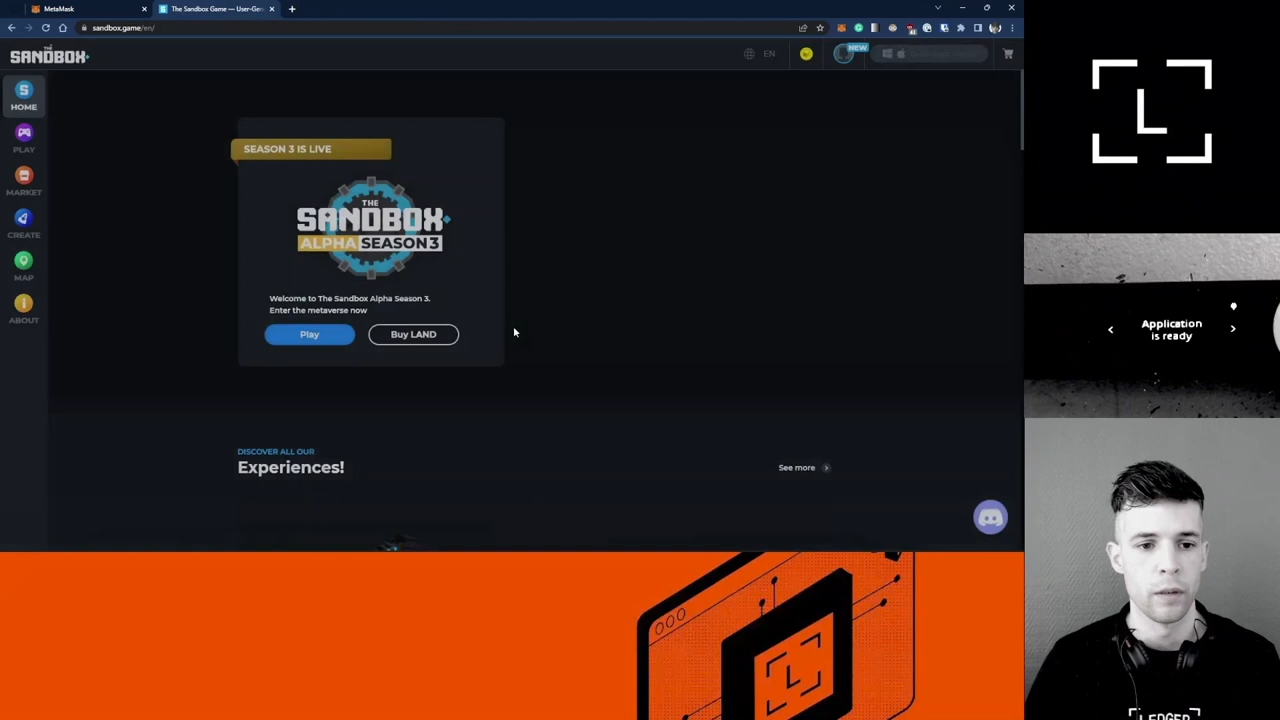 MetaMask
The Sandbox Game — User-Gen
sandbox.game/en/
THE
SANDBOX
EN
NEW
HOME
PLAY
MARKET
CREATE
MAP
ABOUT
SEASON 3 IS LIVE
THE
SANDBOX
ALPHA SEASON 3
Welcome to The Sandbox Alpha Season 3.
Enter the metaverse now
Play
Buy LAND
DISCOVER ALL OUR
Experiences!
See more
L
Application
is ready
L
LEDGER